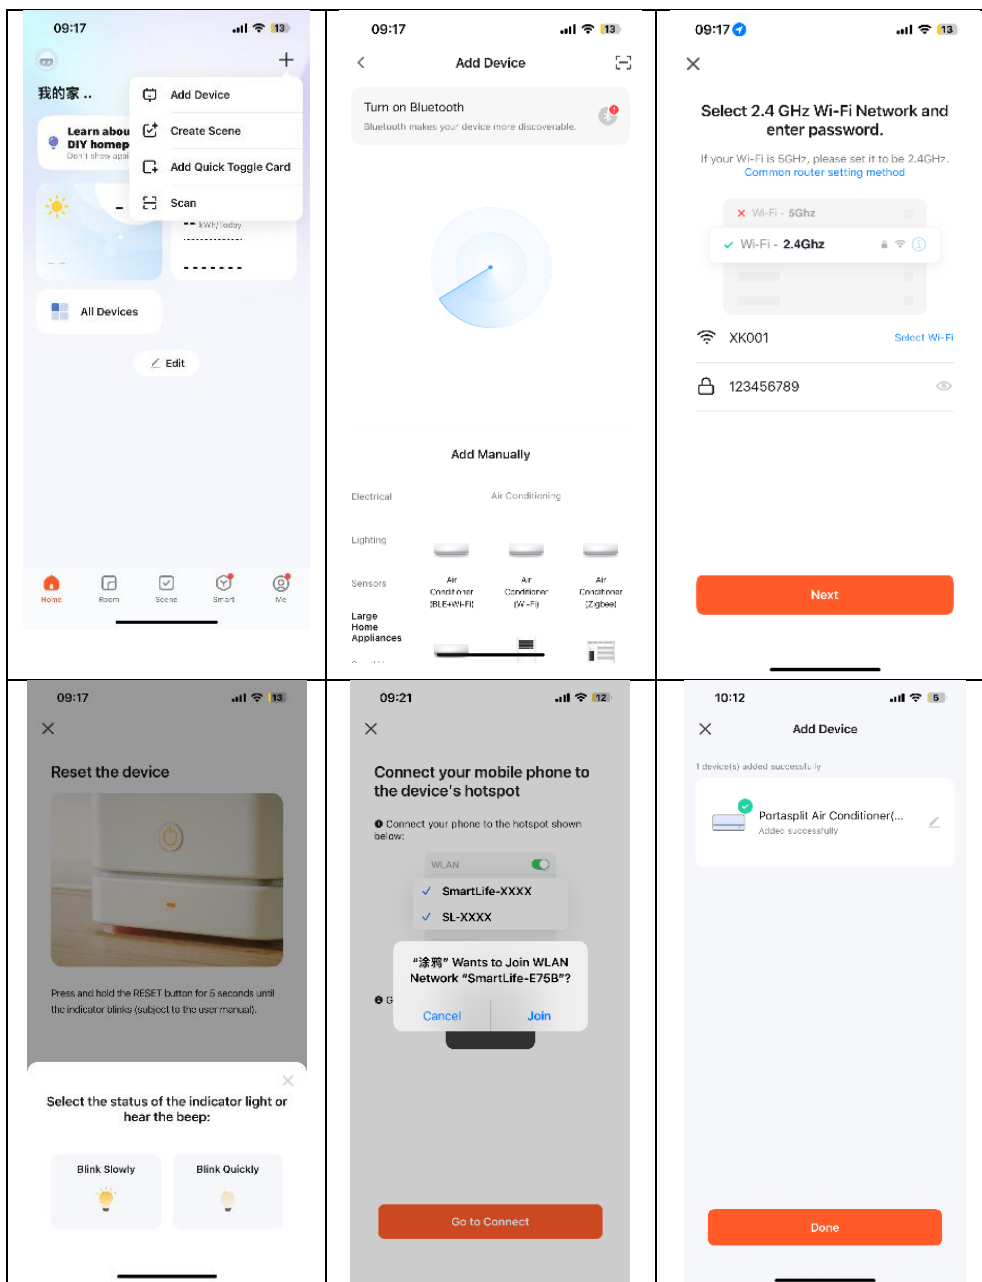 09:17
13
我的家 ..
Add Device
Create Scene
Add Quick Toggle Card
Scan
Learn abou
DIY homep
Don't show agai
-
-- kWh/Today
-- 
All Devices
Edit
Home
Room
Scene
Smart
Me
09:17
13
Add Device
Turn on Bluetooth
Bluetooth makes your device more discoverable.
Add Manually
Electrical
Air Conditioning
Lighting
Sensors
Large
Home
Appliances
Air
Conditioner
(BLE+Wi-Fi)
Air
Conditioner
(Wi-Fi)
Air
Conditioner
(Zigbee)
09:17
13
Select 2.4 GHz Wi-Fi Network and
enter password.
If your Wi-Fi is 5GHz, please set it to be 2.4GHz.
Common router setting method
Wi-Fi - 5Ghz
Wi-Fi - 2.4Ghz
XK001
Select Wi-Fi
123456789
Next
09:17
13
Reset the device
Press and hold the RESET button for 5 seconds until
the indicator blinks (subject to the user manual).
Select the status of the indicator light or
hear the beep:
Blink Slowly
Blink Quickly
09:21
12
Connect your mobile phone to
the device's hotspot
1 Connect your phone to the hotspot shown
below:
WLAN
SmartLife-XXXX
SL-XXXX
"涂鸦" Wants to Join WLAN
Network "SmartLife-E75B"?
2 G
Cancel
Join
Go to Connect
10:12
5
Add Device
1 device(s) added successfully
Portasplit Air Conditioner(...
Added successfully
Done